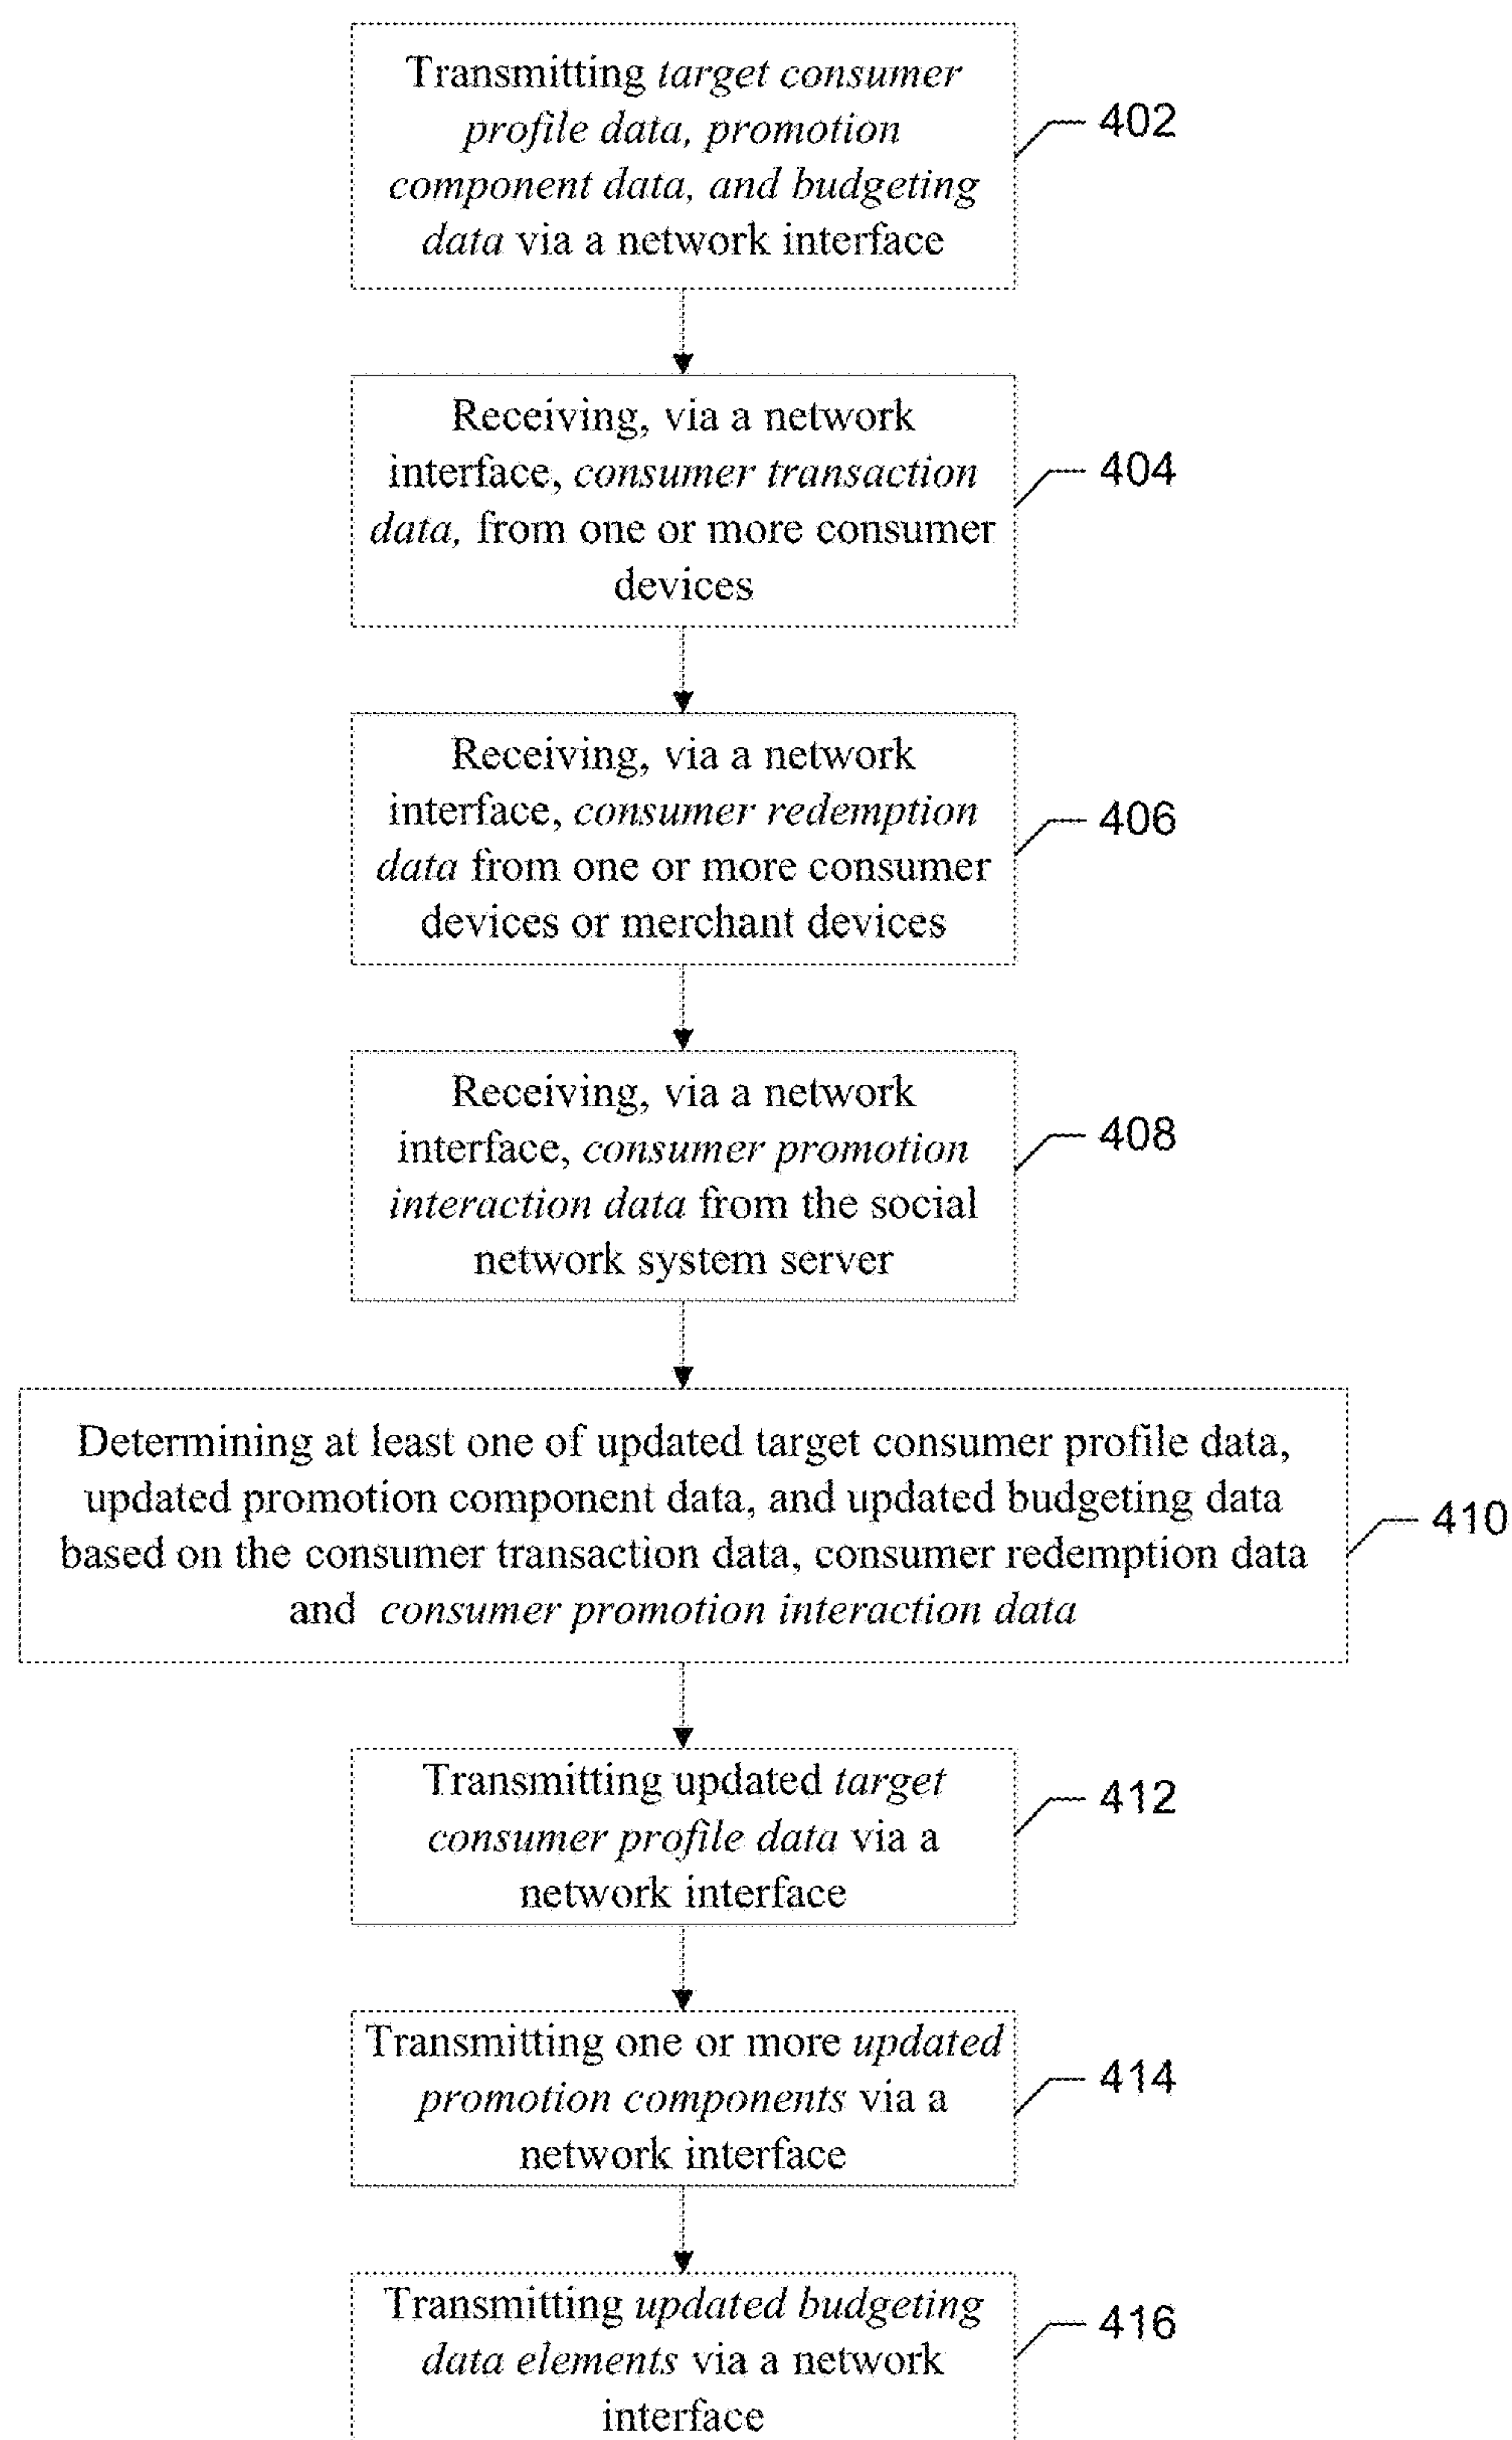 Transmitting target consumer
profile data, promotion
component data, and budgeting
data via a network interface
402
Receiving, via a network
interface, consumer transaction
data, from one or more consumer
devices
404
Receiving, via a network
interface, consumer redemption
data from one or more consumer
devices or merchant devices
406
Receiving, via a network
interface, consumer promotion
interaction data from the social
network system server
408
Determining at least one of updated target consumer profile data,
updated promotion component data, and updated budgeting data
based on the consumer transaction data, consumer redemption data
and consumer promotion interaction data
410
Transmitting updated target
consumer profile data via a
network interface
412
Transmitting one or more updated
promotion components via a
network interface
414
Transmitting updated budgeting
data elements via a network
interface
416